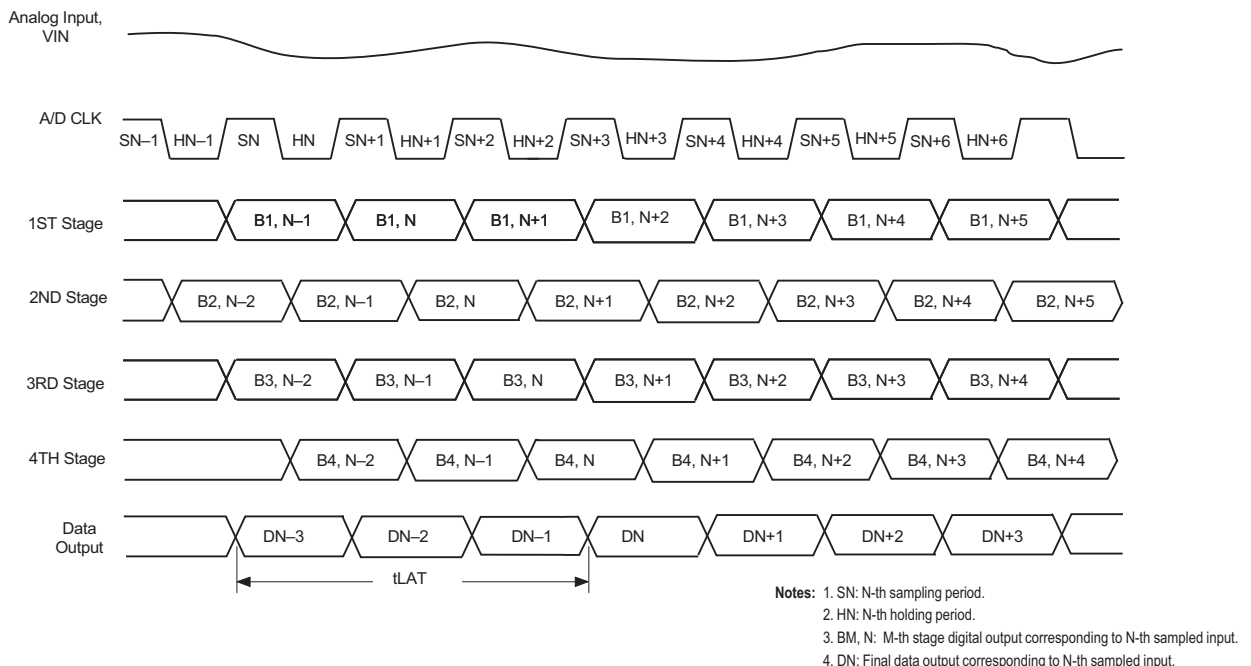 Analog Input,
VIN
A/D CLK
SN–1 HN–1 SN HN SN+1 HN+1 SN+2 HN+2 SN+3 HN+3 SN+4 HN+4 SN+5 HN+5 SN+6 HN+6
1ST Stage
B1, N–1 B1, N B1, N+1 B1, N+2 B1, N+3 B1, N+4 B1, N+5
2ND Stage
B2, N–2 B2, N–1 B2, N B2, N+1 B2, N+2 B2, N+3 B2, N+4 B2, N+5
3RD Stage
B3, N–2 B3, N–1 B3, N B3, N+1 B3, N+2 B3, N+3 B3, N+4
4TH Stage
B4, N–2 B4, N–1 B4, N B4, N+1 B4, N+2 B4, N+3 B4, N+4
Data
Output
DN–3 DN–2 DN–1 DN DN+1 DN+2 DN+3
tLAT
Notes: 1. SN: N-th sampling period.
2. HN: N-th holding period.
3. BM, N: M-th stage digital output corresponding to N-th sampled input.
4. DN: Final data output corresponding to N-th sampled input.